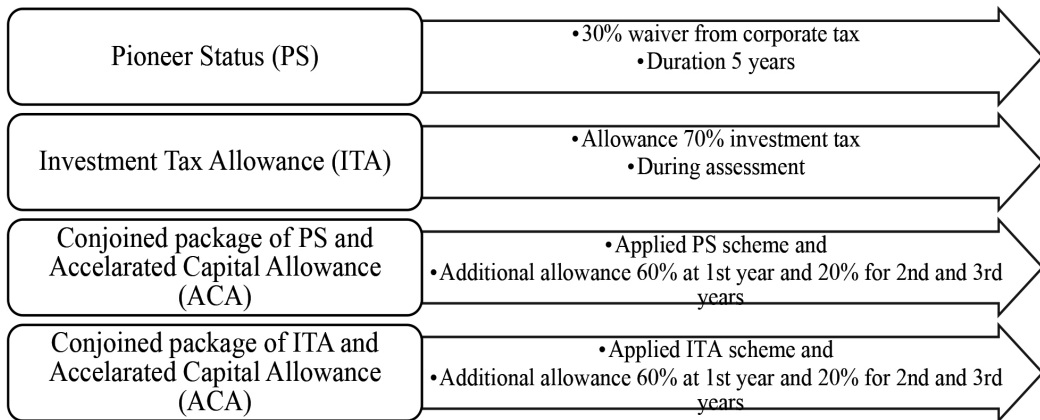 Pioneer Status (PS)
•30% waiver from corporate tax
•Duration 5 years
Investment Tax Allowance (ITA)
•Allowance 70% investment tax
•During assessment
Conjoined package of PS and
Accelarated Capital Allowance
(ACA)
•Applied PS scheme and
•Additional allowance 60% at 1st year and 20% for 2nd and 3rd
years
Conjoined package of ITA and
Accelarated Capital Allowance
(ACA)
•Applied ITA scheme and
•Additional allowance 60% at 1st year and 20% for 2nd and 3rd
years